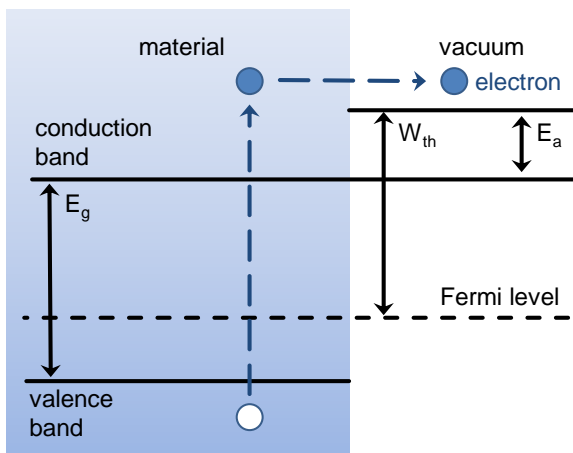 material
vacuum
electron
conduction
band
W_th
E_a
E_g
Fermi level
valence
band